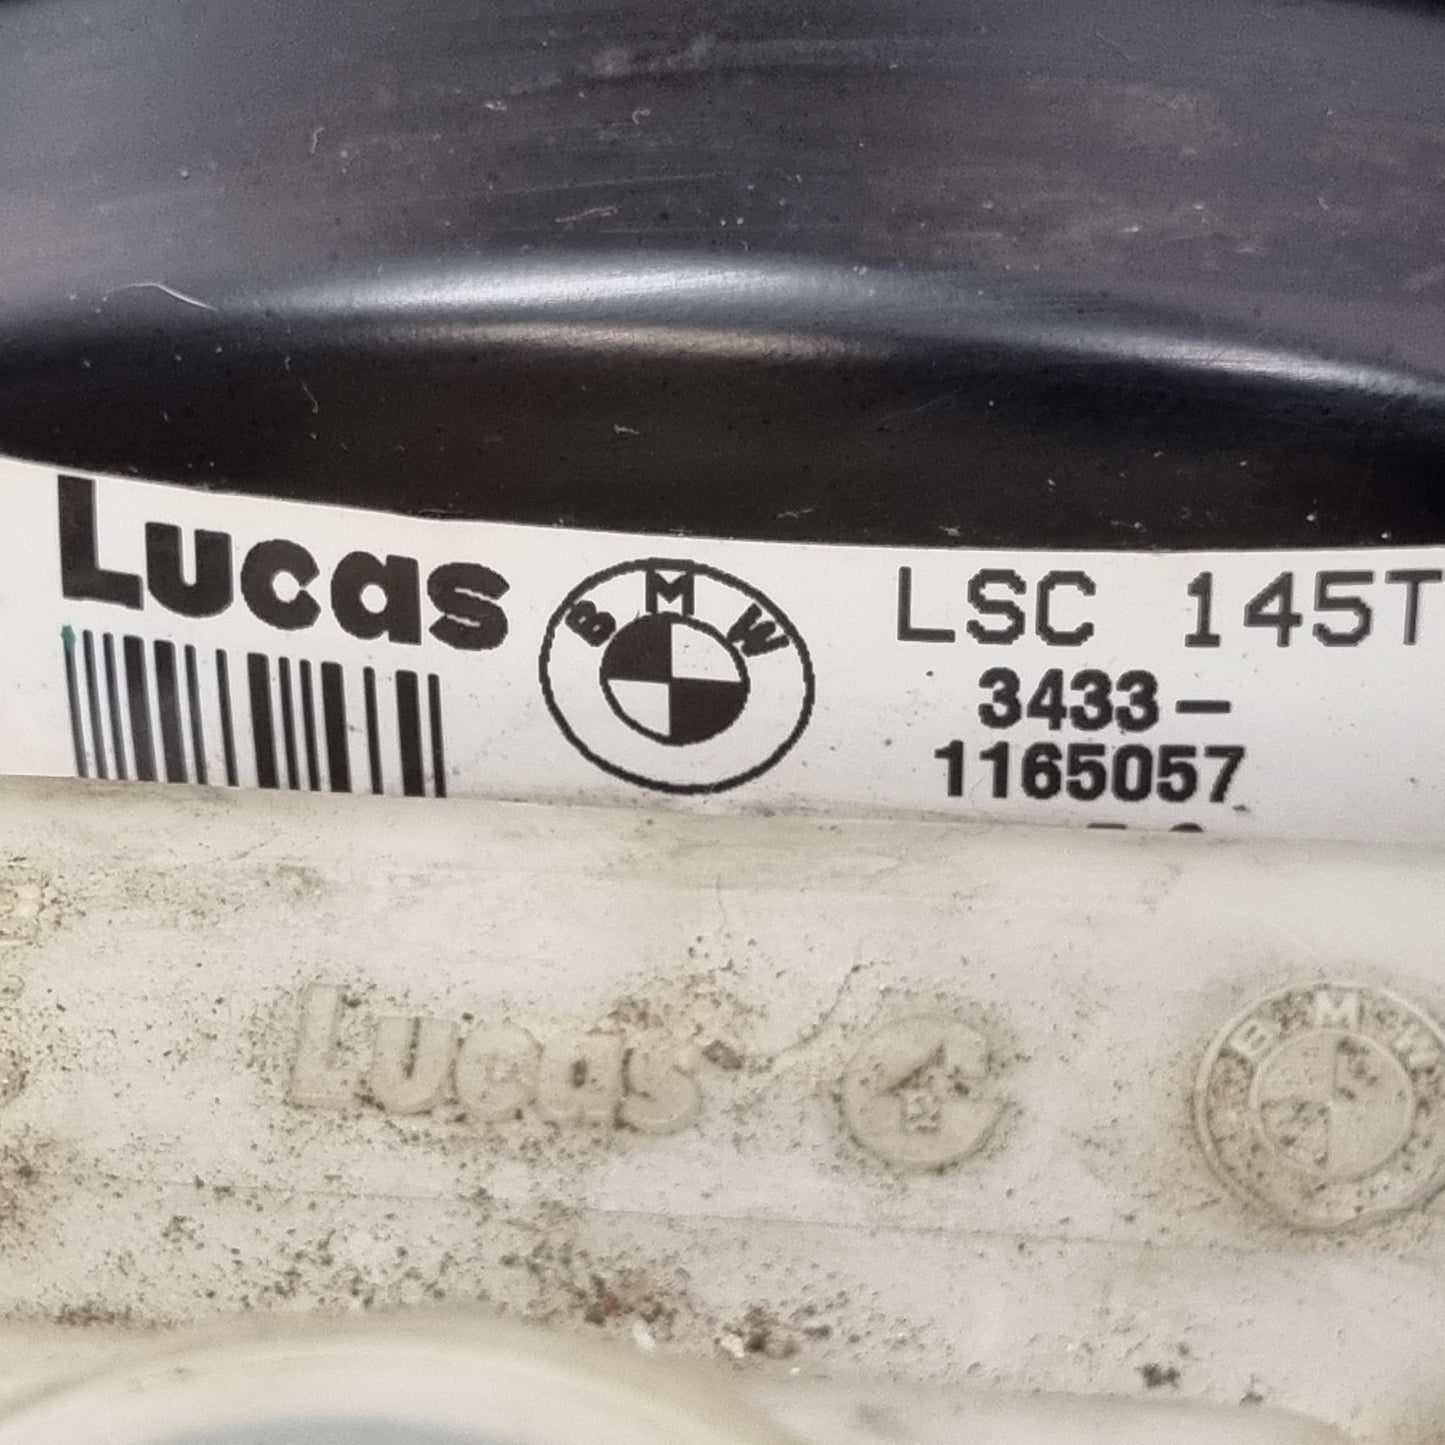 Lucas
BMW
LSC 145T
3433-
1165057
Lucas
BMW